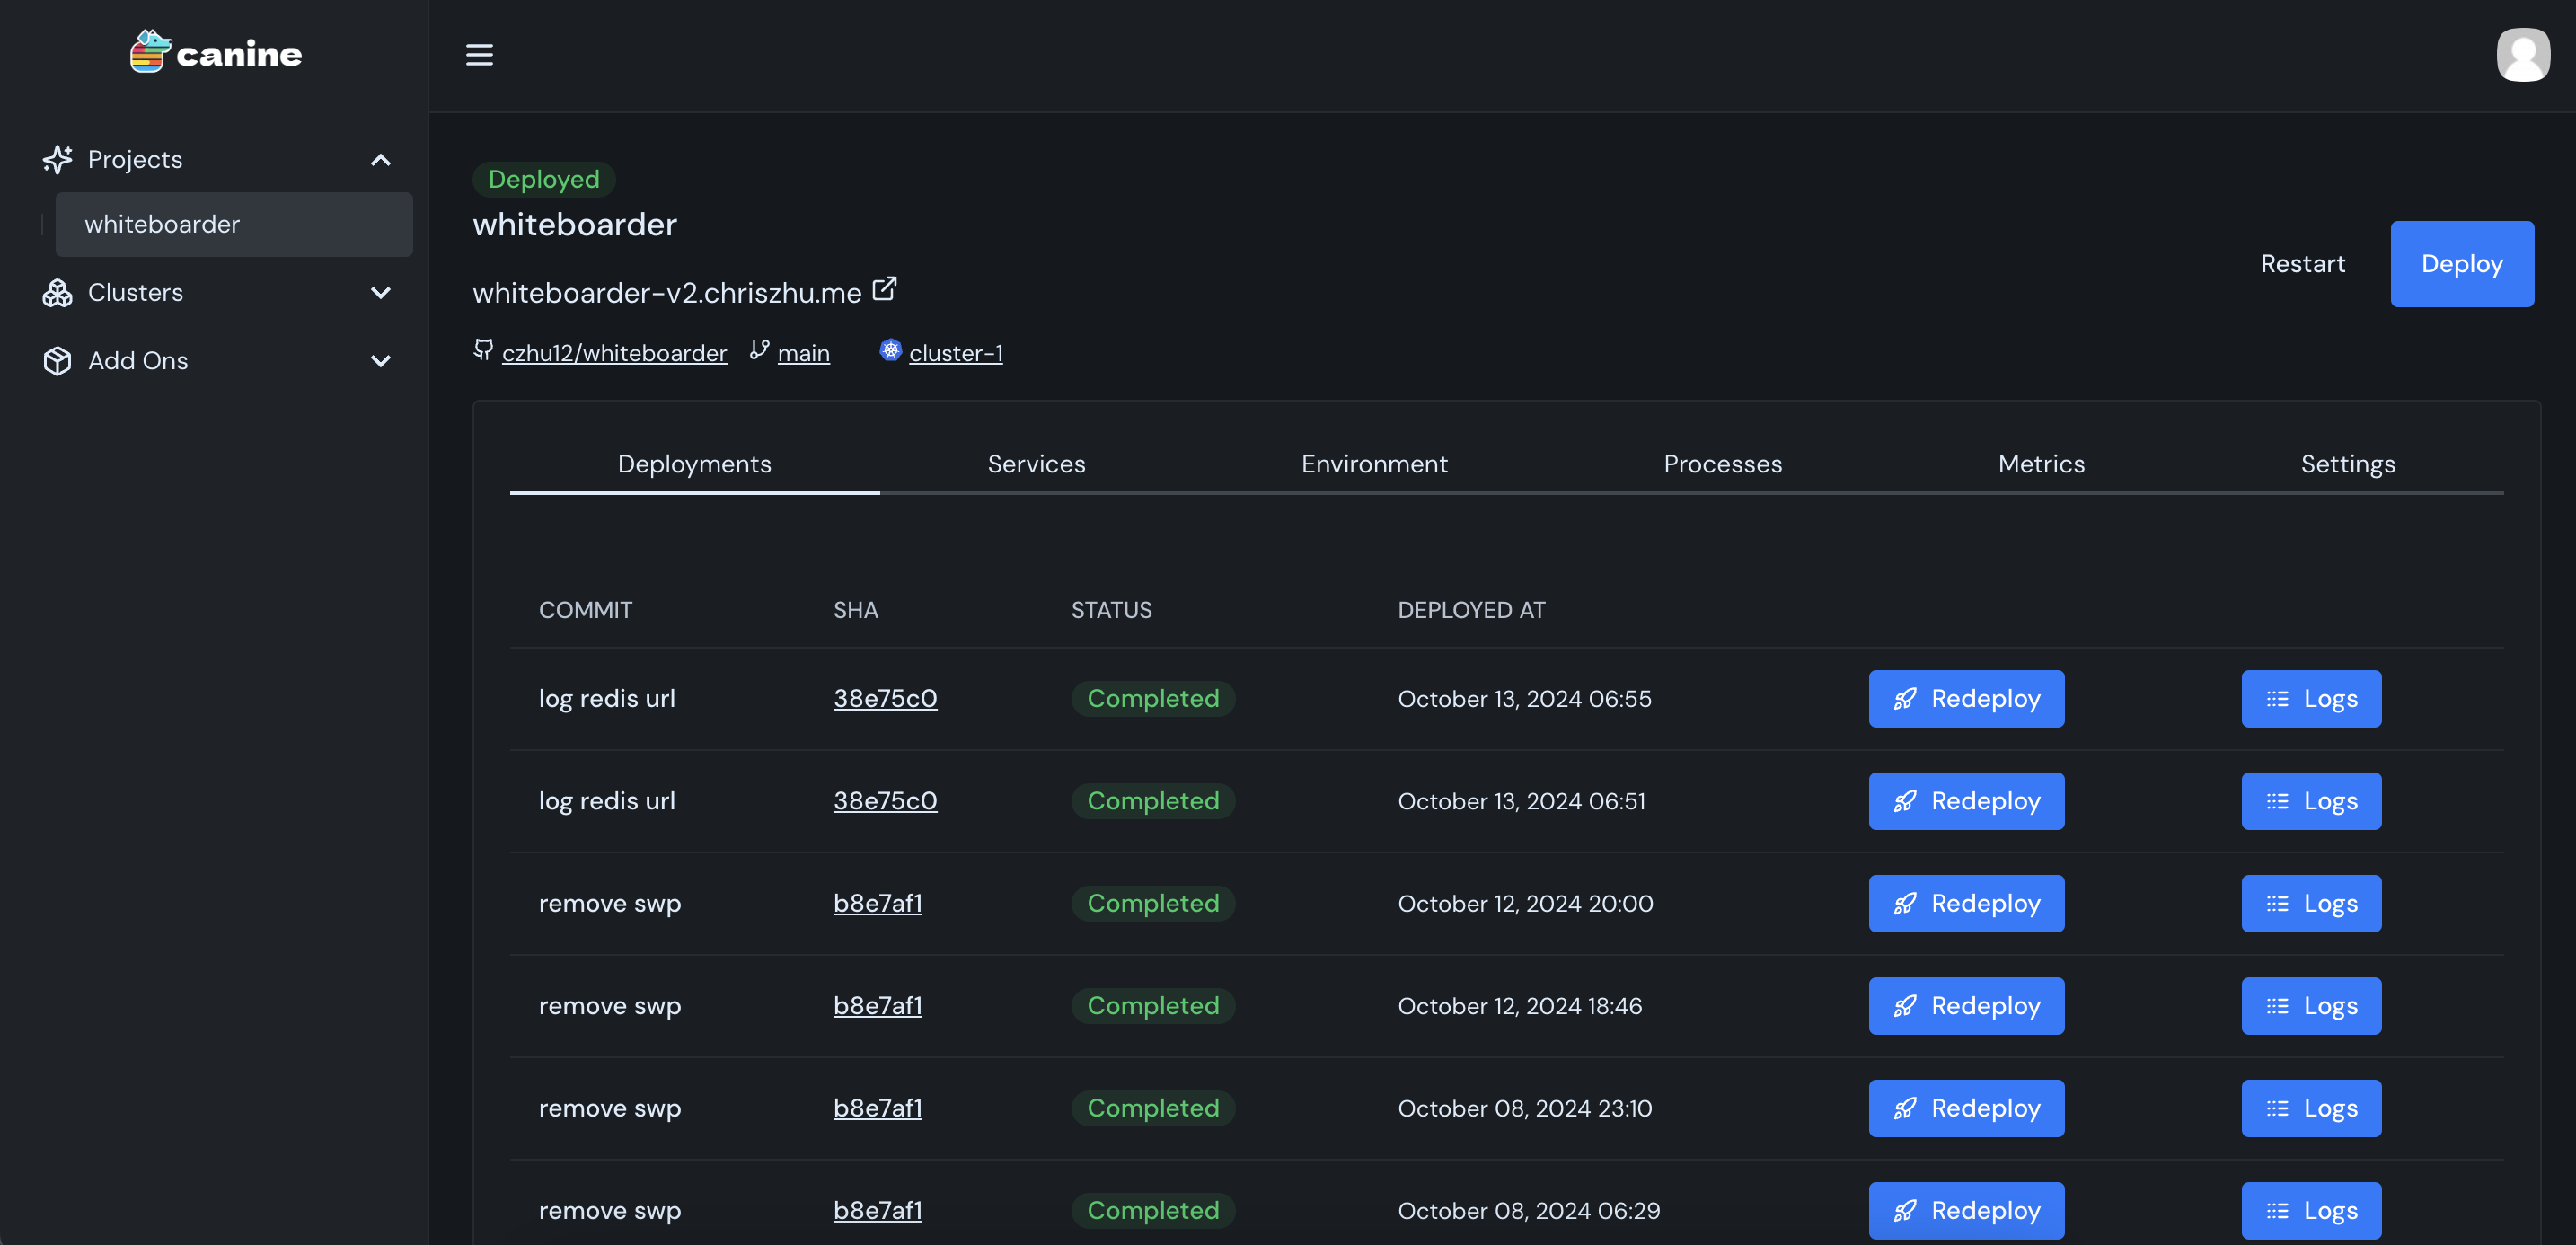 canine
Projects
whiteboarder
Clusters
Add Ons
Deployed
whiteboarder
whiteboarder-v2.chriszhu.me
Restart Deploy
czhu12/whiteboarder main cluster-1
Deployments Services Environment Processes Metrics Settings
COMMIT SHA STATUS DEPLOYED AT
log redis url 38e75c0 Completed October 13, 2024 06:55 Redeploy Logs
log redis url 38e75c0 Completed October 13, 2024 06:51 Redeploy Logs
remove swp b8e7af1 Completed October 12, 2024 20:00 Redeploy Logs
remove swp b8e7af1 Completed October 12, 2024 18:46 Redeploy Logs
remove swp b8e7af1 Completed October 08, 2024 23:10 Redeploy Logs
remove swp b8e7af1 Completed October 08, 2024 06:29 Redeploy Logs